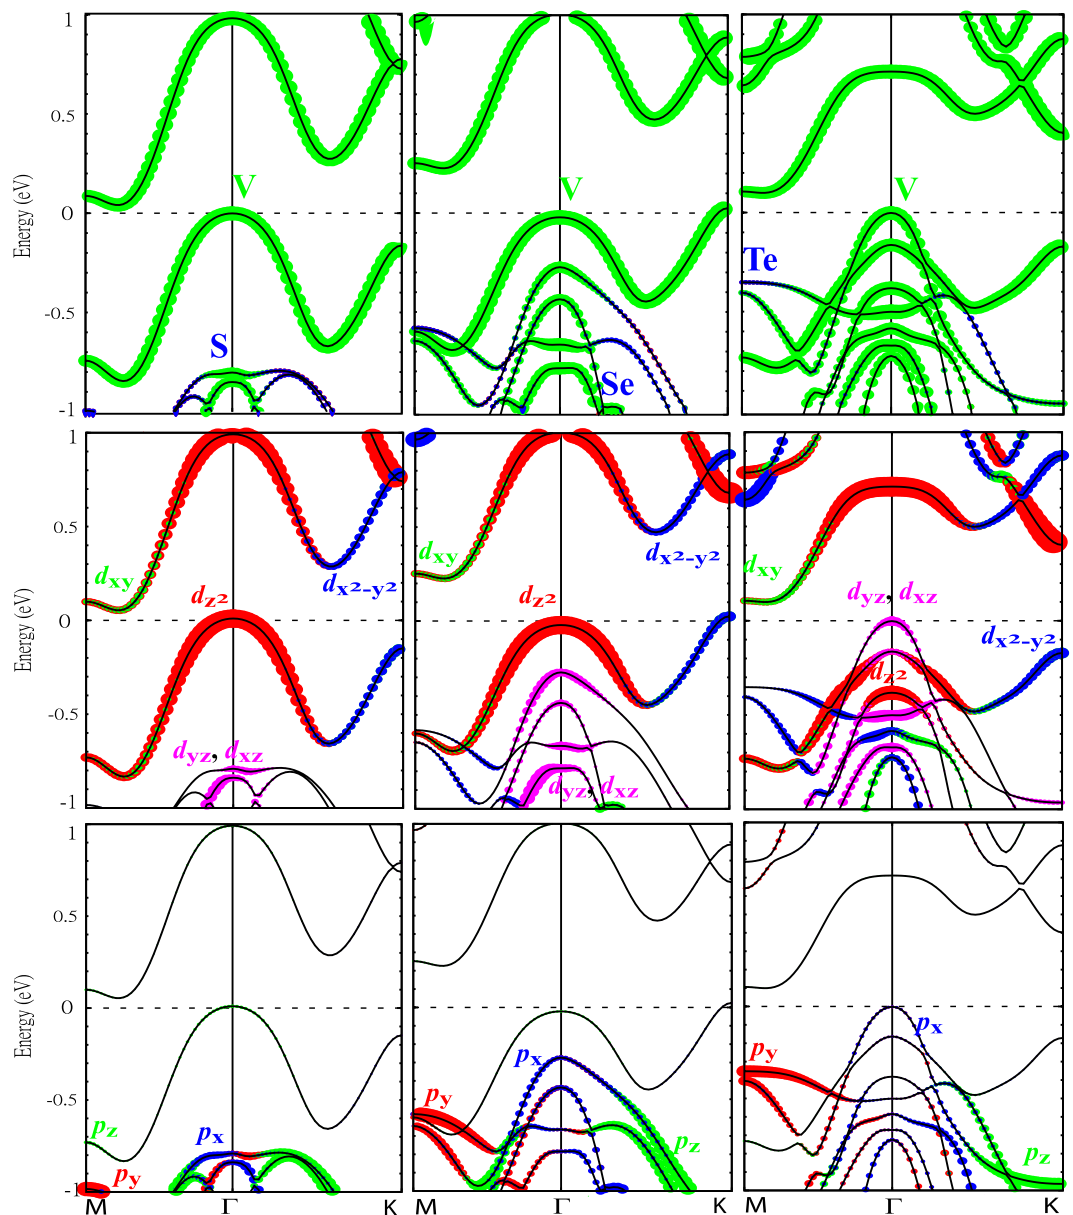 1
0.5
0
-0.5
-1
Energy (eV)
V
S
V
Se
V
Te
1
0.5
0
-0.5
-1
Energy (eV)
dxy
dz²
dx²-y²
dyz, dxz
dxy
dz²
dx²-y²
dyz, dxz
dxy
dyz, dxz
dx²-y²
dz²
1
0.5
0
-0.5
-1
Energy (eV)
pz
px
py
px
py
pz
px
py
pz
M Γ K
M Γ K
M Γ K